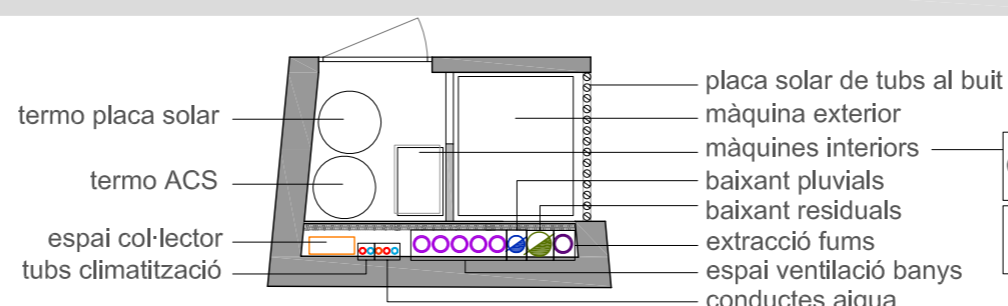 termo placa solar
termo ACS
espai col·lector
tubs climatització
placa solar de tubs al buit
màquina exterior
màquines interiors
baixant pluvials
baixant residuals
extracció fums
espai ventilació banys
conductes aigua